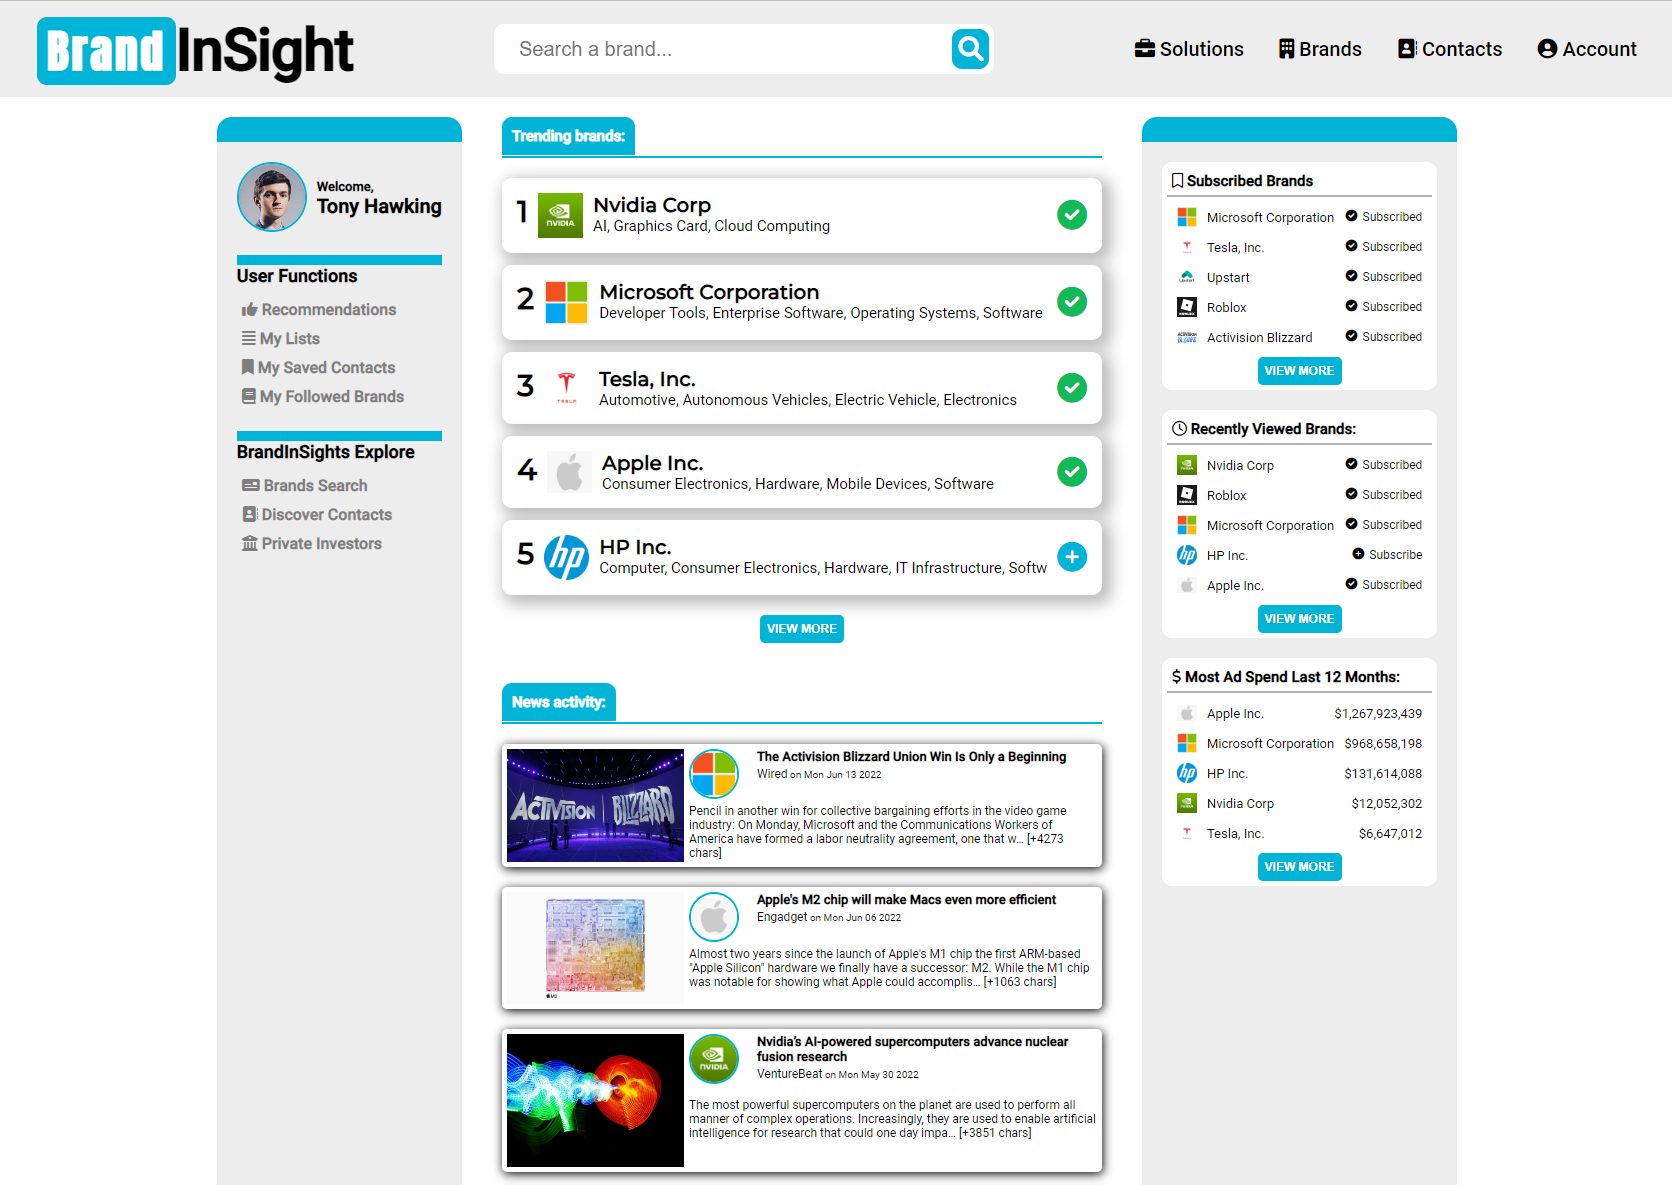 Brand InSight
Search a brand...
Solutions
Brands
Contacts
Account
Welcome,
Tony Hawking
User Functions
Recommendations
My Lists
My Saved Contacts
My Followed Brands
BrandInSights Explore
Brands Search
Discover Contacts
Private Investors
Trending brands:
1
NVIDIA
Nvidia Corp
AI, Graphics Card, Cloud Computing
2
Microsoft Corporation
Developer Tools, Enterprise Software, Operating Systems, Software
3
TESLA
Tesla, Inc.
Automotive, Autonomous Vehicles, Electric Vehicle, Electronics
4
Apple Inc.
Consumer Electronics, Hardware, Mobile Devices, Software
5
hp
HP Inc.
Computer, Consumer Electronics, Hardware, IT Infrastructure, Softw
VIEW MORE
News activity:
ACTIVISION BLIZZARD
The Activision Blizzard Union Win Is Only a Beginning
Wired on Mon Jun 13 2022
Pencil in another win for collective bargaining efforts in the video game
industry: On Monday, Microsoft and the Communications Workers of
America have formed a labor neutrality agreement, one that w… [+4273
chars]
M2
Apple's M2 chip will make Macs even more efficient
Engadget on Mon Jun 06 2022
Almost two years since the launch of Apple's M1 chip the first ARM-based
"Apple Silicon" hardware we finally have a successor: M2. While the M1 chip
was notable for showing what Apple could accomplis… [+1063 chars]
NVIDIA
Nvidia’s AI-powered supercomputers advance nuclear
fusion research
VentureBeat on Mon May 30 2022
The most powerful supercomputers on the planet are used to perform all
manner of complex operations. Increasingly, they are used to enable artificial
intelligence for research that could one day impa… [+3851 chars]
Subscribed Brands
Microsoft Corporation Subscribed
Tesla, Inc. Subscribed
Upstart Subscribed
Roblox Subscribed
Activision Blizzard Subscribed
VIEW MORE
Recently Viewed Brands:
Nvidia Corp Subscribed
Roblox Subscribed
Microsoft Corporation Subscribed
HP Inc. Subscribe
Apple Inc. Subscribed
VIEW MORE
$ Most Ad Spend Last 12 Months:
Apple Inc. $1,267,923,439
Microsoft Corporation $968,658,198
HP Inc. $131,614,088
Nvidia Corp $12,052,302
Tesla, Inc. $6,647,012
VIEW MORE